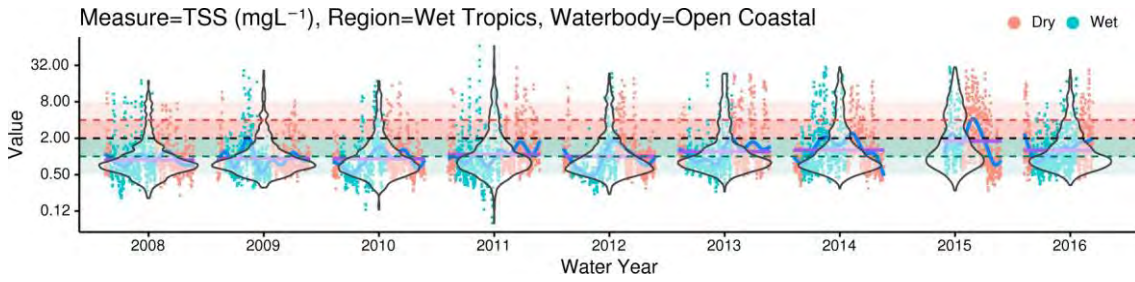 Measure=TSS (mgL⁻¹), Region=Wet Tropics, Waterbody=Open Coastal
Dry Wet
32.00
8.00
2.00
0.50
0.12
Value
2008 2009 2010 2011 2012 2013 2014 2015 2016
Water Year